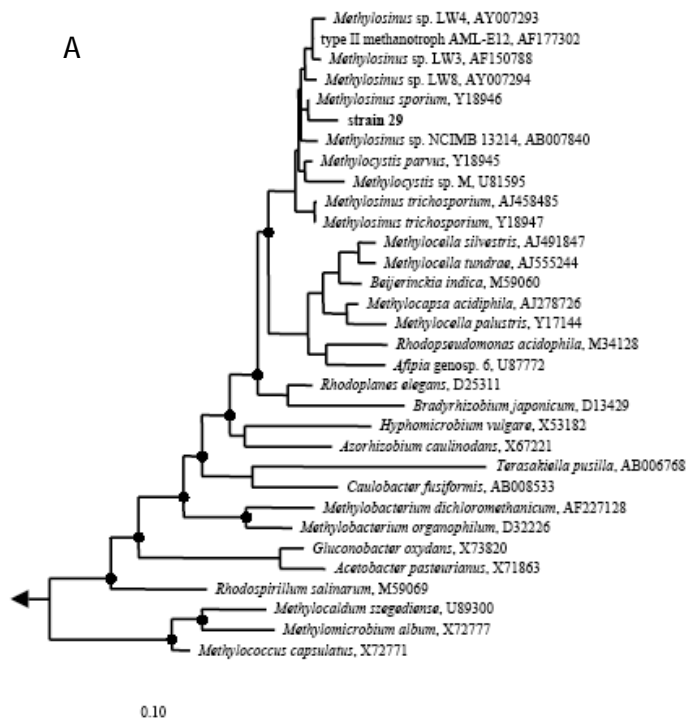 A
Methylosinus sp. LW4, AY007293
type II methanotroph AML-E12, AF177302
Methylosinus sp. LW3, AF150788
Methylosinus sp. LW8, AY007294
Methylosinus sporium, Y18946
strain 29
Methylosinus sp. NCIMB 13214, AB007840
Methylocystis parvus, Y18945
Methylocystis sp. M, U81595
Methylosinus trichosporium, AJ458485
Methylosinus trichosporium, Y18947
Methylocella silvestris, AJ491847
Methylocella tundrae, AJ555244
Beijerinckia indica, M59060
Methylocapsa acidiphila, AJ278726
Methylocella palustris, Y17144
Rhodopseudomonas acidophila, M34128
Afipia genosp. 6, U87772
Rhodoplanes elegans, D25311
Bradyrhizobium japonicum, D13429
Hyphomicrobium vulgare, X53182
Azorhizobium caulinodans, X67221
Terasakiella pusilla, AB006768
Caulobacter fusiformis, AB008533
Methylobacterium dichloromethanicum, AF227128
Methylobacterium organophilum, D32226
Gluconobacter oxydans, X73820
Acetobacter pasteurianus, X71863
Rhodospirillum salinarum, M59069
Methylocaldum szegediense, U89300
Methylomicrobium album, X72777
Methylococcus capsulatus, X72771
0.10